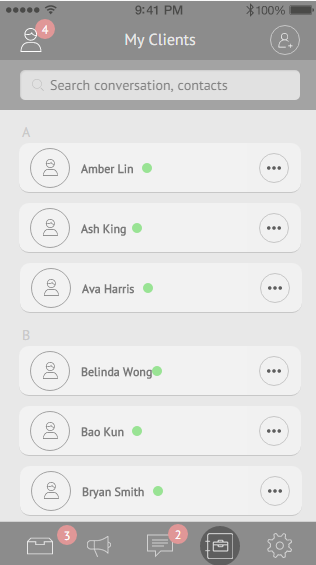 9:41 PM
100%
4
My Clients
Search conversation, contacts
A
Amber Lin
Ash King
Ava Harris
B
Belinda Wong
Bao Kun
Bryan Smith
3
2